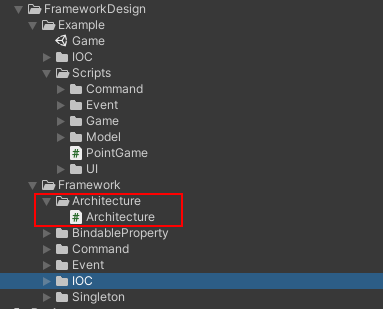 FrameworkDesign
Example
Game
IOC
Scripts
Command
Event
Game
Model
PointGame
UI
Framework
Architecture
Architecture
BindableProperty
Command
Event
IOC
Singleton